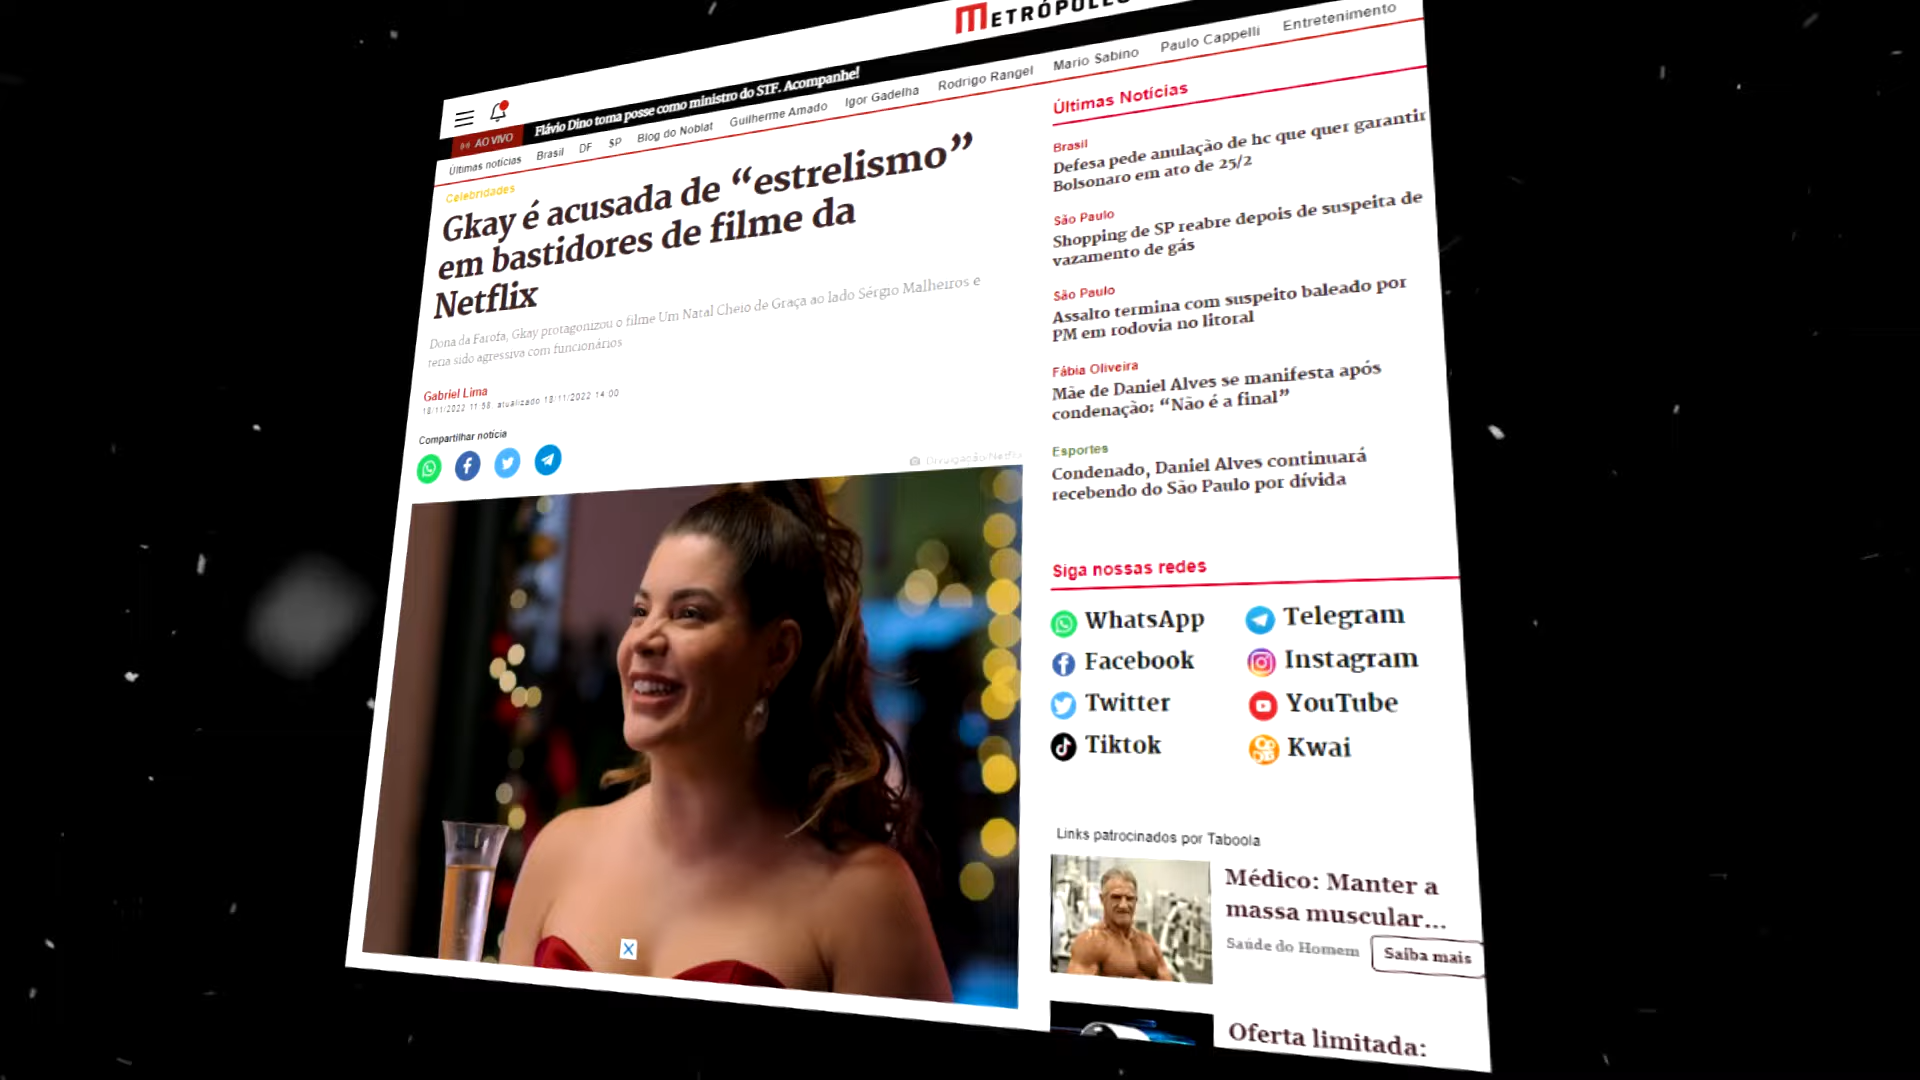 METRÓPOLES
AO VIVO
Flávio Dino toma posse como ministro do STF. Acompanhe!
Últimas notícias Brasil DF SP Blog do Noblat Guilherme Amado Igor Gadelha Rodrigo Rangel Mario Sabino Paulo Cappelli Entretenimento
Celebridades
Gkay é acusada de “estrelismo”
em bastidores de filme da
Netflix
Dona da Farofa, Gkay protagonizou o filme Um Natal Cheio de Graça ao lado Sérgio Malheiros e
teria sido agressiva com funcionários
Gabriel Lima
18/11/2022 11:58, atualizado 18/11/2022 14:00
Compartilhar notícia
Divulgação/Netflix
Últimas Notícias
Brasil
Defesa pede anulação de hc que quer garantir
Bolsonaro em ato de 25/2
São Paulo
Shopping de SP reabre depois de suspeita de
vazamento de gás
São Paulo
Assalto termina com suspeito baleado por
PM em rodovia no litoral
Fábia Oliveira
Mãe de Daniel Alves se manifesta após
condenação: “Não é a final”
Esportes
Condenado, Daniel Alves continuará
recebendo do São Paulo por dívida
Siga nossas redes
WhatsApp Telegram
Facebook Instagram
Twitter YouTube
Tiktok Kwai
Links patrocinados por Taboola
Médico: Manter a
massa muscular...
Saúde do Homem
Saiba mais
Oferta limitada: